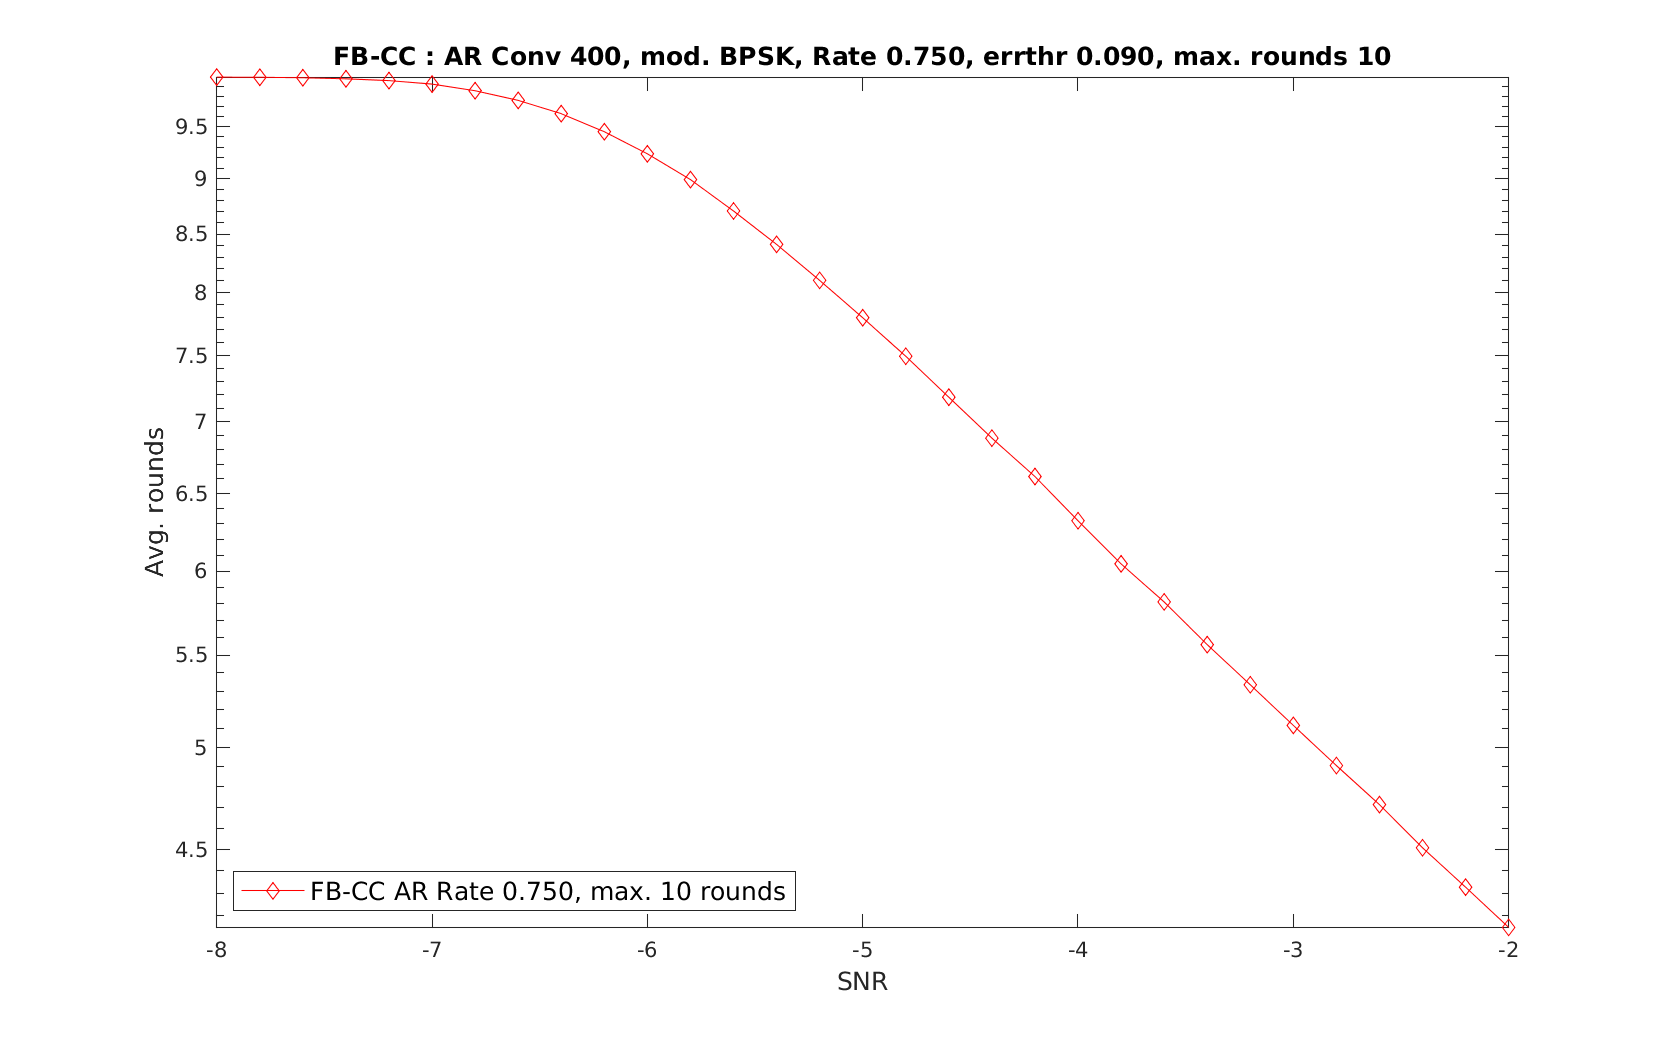 FB-CC : AR Conv 400, mod. BPSK, Rate 0.750, errthr 0.090, max. rounds 10
9.5
9
8.5
8
7.5
7
6.5
6
5.5
5
4.5
Avg. rounds
FB-CC AR Rate 0.750, max. 10 rounds
-8 -7 -6 -5 -4 -3 -2
SNR